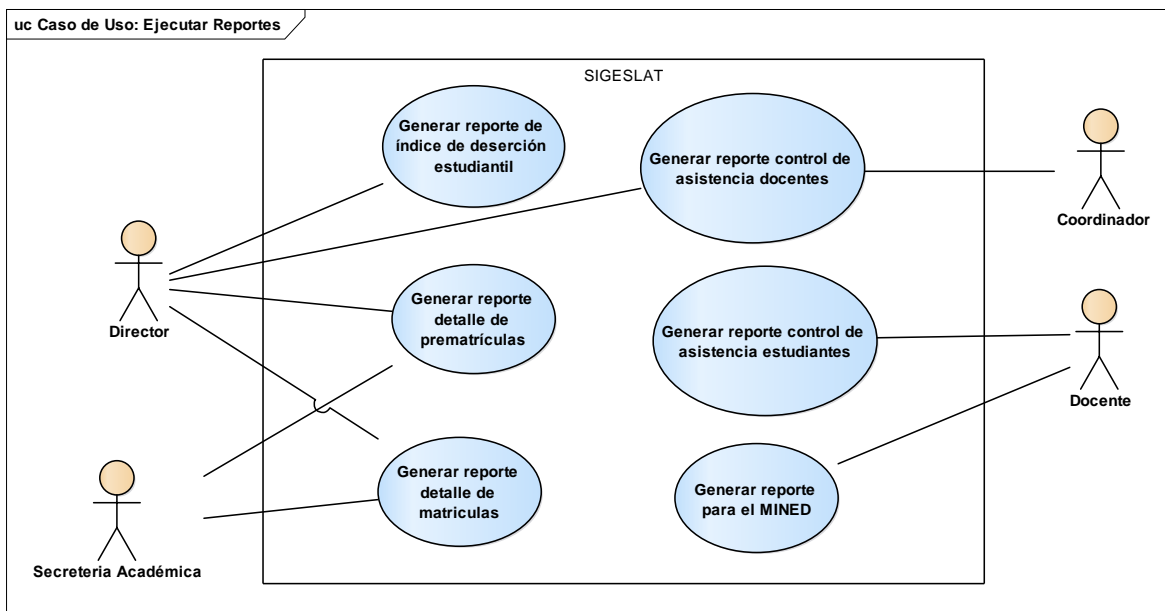 uc Caso de Uso: Ejecutar Reportes
SIGESLAT
Generar reporte de
índice de deserción
estudiantil
Generar reporte control de
asistencia docentes
Coordinador
Director
Generar reporte
detalle de
prematrículas
Generar reporte control de
asistencia estudiantes
Docente
Secreteria Académica
Generar reporte
detalle de
matriculas
Generar reporte
para el MINED